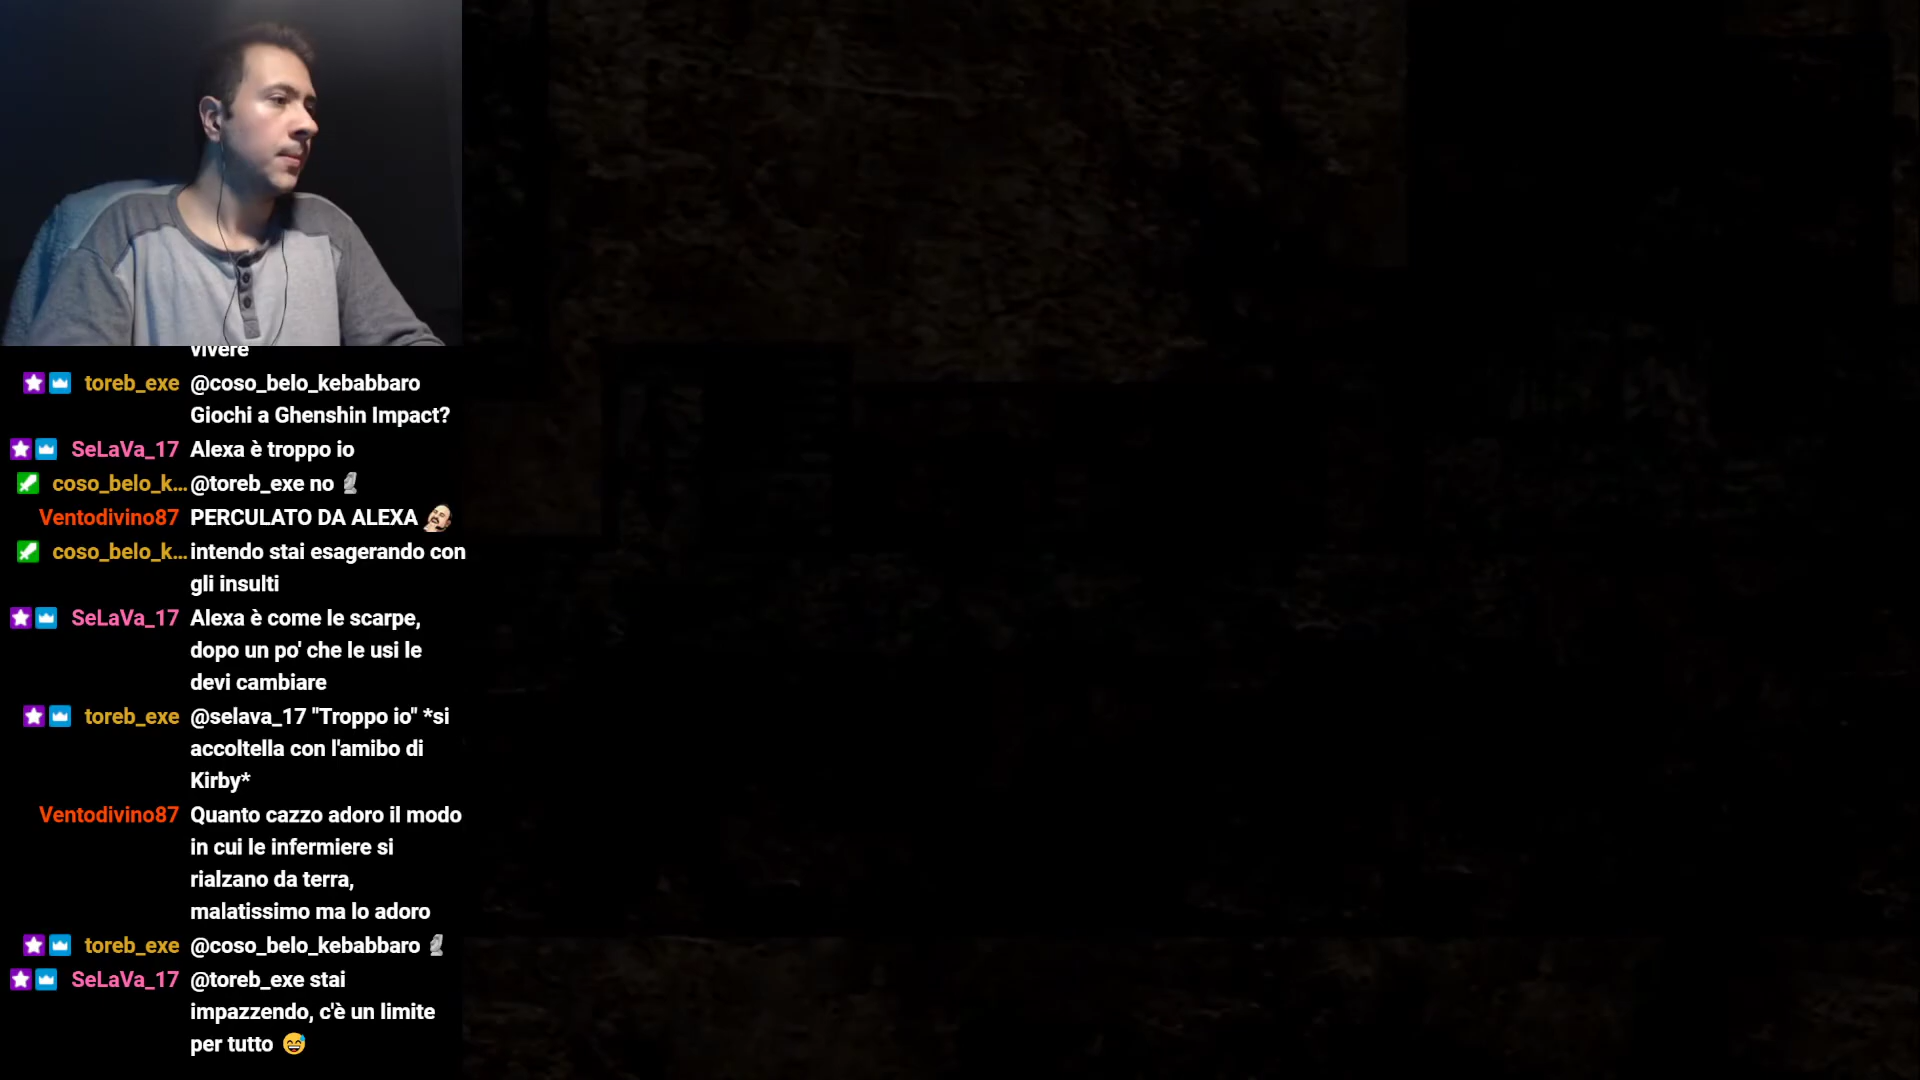 vivere
toreb_exe @coso_belo_kebabbaro
Giochi a Ghenshin Impact?
SeLaVa_17 Alexa è troppo io
coso_belo_k... @toreb_exe no 🗿
Ventodivino87 PERCULATO DA ALEXA
coso_belo_k... intendo stai esagerando con
gli insulti
SeLaVa_17 Alexa è come le scarpe,
dopo un po' che le usi le
devi cambiare
toreb_exe @selava_17 "Troppo io" *si
accoltella con l'amibo di
Kirby*
Ventodivino87 Quanto cazzo adoro il modo
in cui le infermiere si
rialzano da terra,
malatissimo ma lo adoro
toreb_exe @coso_belo_kebabbaro 🗿
SeLaVa_17 @toreb_exe stai
impazzendo, c'è un limite
per tutto 😅